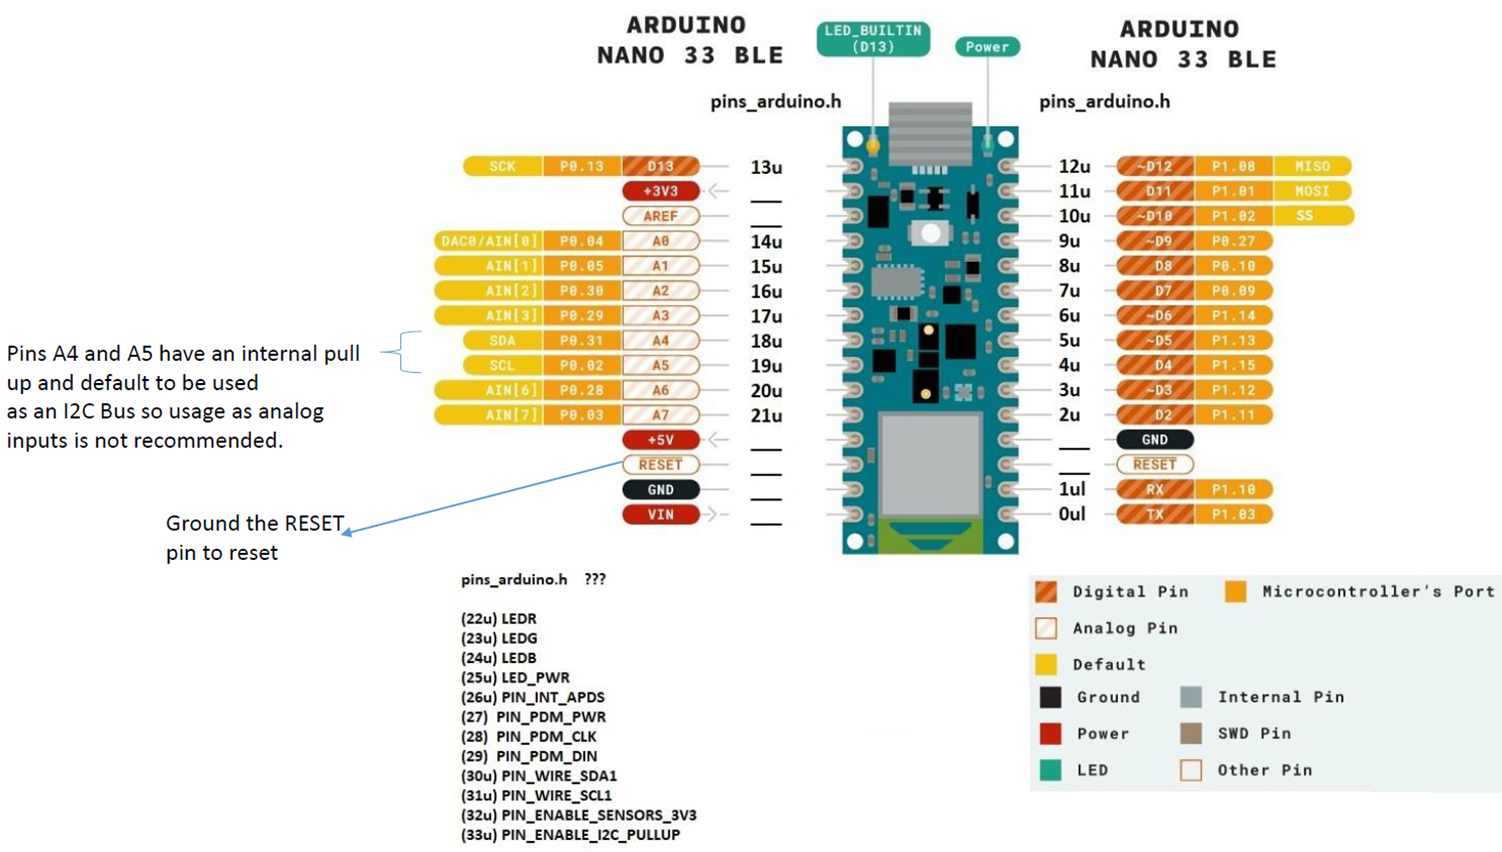 ARDUINO
NANO 33 BLE
LED_BUILTIN
(D13)
Power
ARDUINO
NANO 33 BLE
pins_arduino.h
pins_arduino.h
SCK P0.13 D13 13u
+3V3
AREF
DAC0/AIN[0] P0.04 A0 14u
AIN[1] P0.05 A1 15u
AIN[2] P0.30 A2 16u
AIN[3] P0.29 A3 17u
SDA P0.31 A4 18u
SCL P0.02 A5 19u
AIN[6] P0.28 A6 20u
AIN[7] P0.03 A7 21u
+5V
RESET
GND
VIN
12u ~D12 P1.08 MISO
11u D11 P1.01 MOSI
10u ~D10 P1.02 SS
9u ~D9 P0.27
8u D8 P0.10
7u D7 P0.09
6u ~D6 P1.14
5u ~D5 P1.13
4u D4 P1.15
3u ~D3 P1.12
2u D2 P1.11
GND
RESET
1ul RX P1.10
0ul TX P1.03
Pins A4 and A5 have an internal pull
up and default to be used
as an I2C Bus so usage as analog
inputs is not recommended.
Ground the RESET
pin to reset
pins_arduino.h ???
(22u) LEDR
(23u) LEDG
(24u) LEDB
(25u) LED_PWR
(26u) PIN_INT_APDS
(27) PIN_PDM_PWR
(28) PIN_PDM_CLK
(29) PIN_PDM_DIN
(30u) PIN_WIRE_SDA1
(31u) PIN_WIRE_SCL1
(32u) PIN_ENABLE_SENSORS_3V3
(33u) PIN_ENABLE_I2C_PULLUP
Digital Pin Microcontroller's Port
Analog Pin
Default
Ground Internal Pin
Power SWD Pin
LED Other Pin